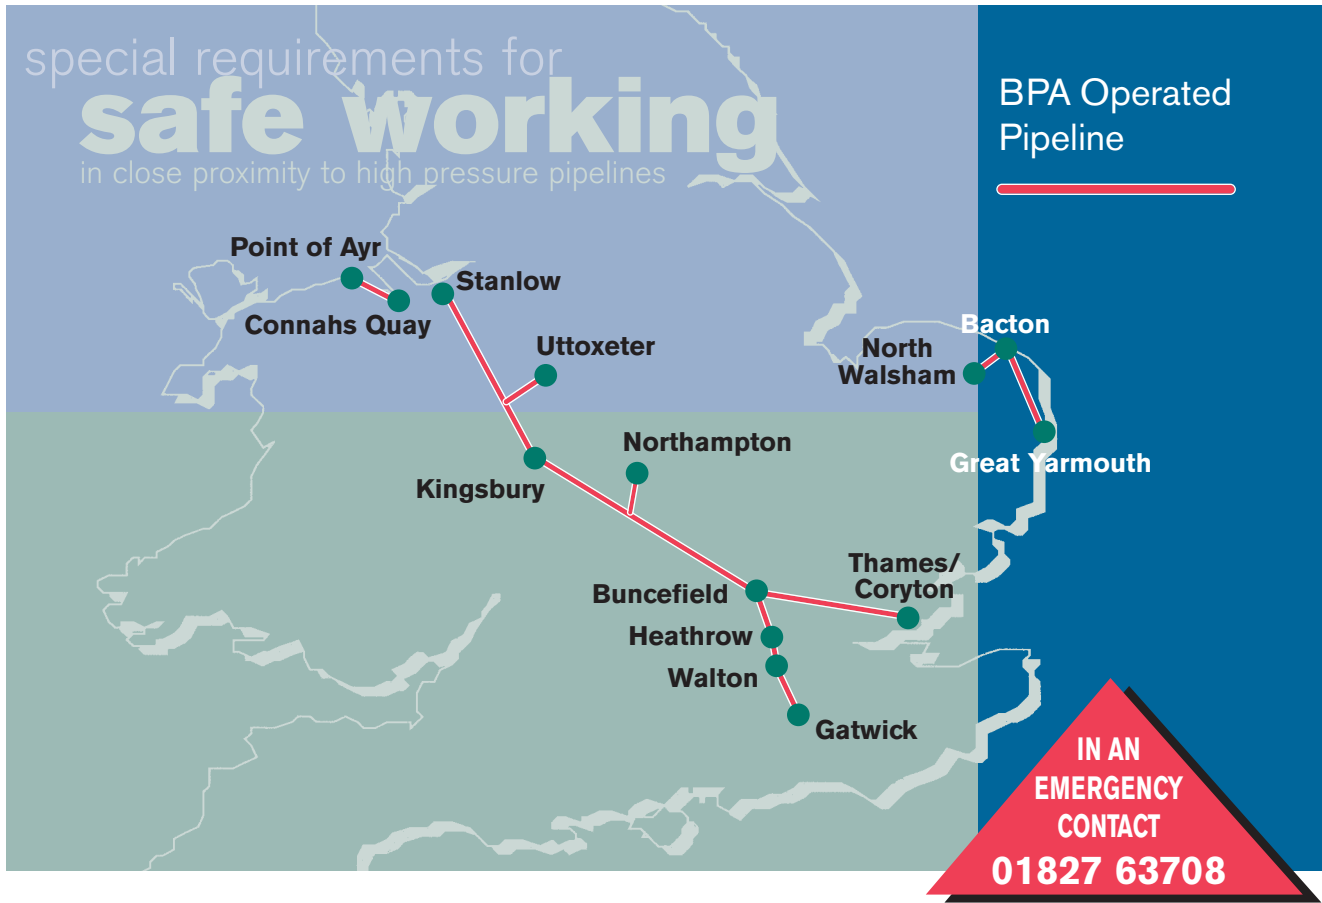 special requirements for
safe working
in close proximity to high pressure pipelines
BPA Operated
Pipeline
Point of Ayr
Stanlow
Connahs Quay
Uttoxeter
Bacton
North
Walsham
Great Yarmouth
Northampton
Kingsbury
Thames/
Coryton
Buncefield
Heathrow
Walton
Gatwick
IN AN
EMERGENCY
CONTACT
01827 63708